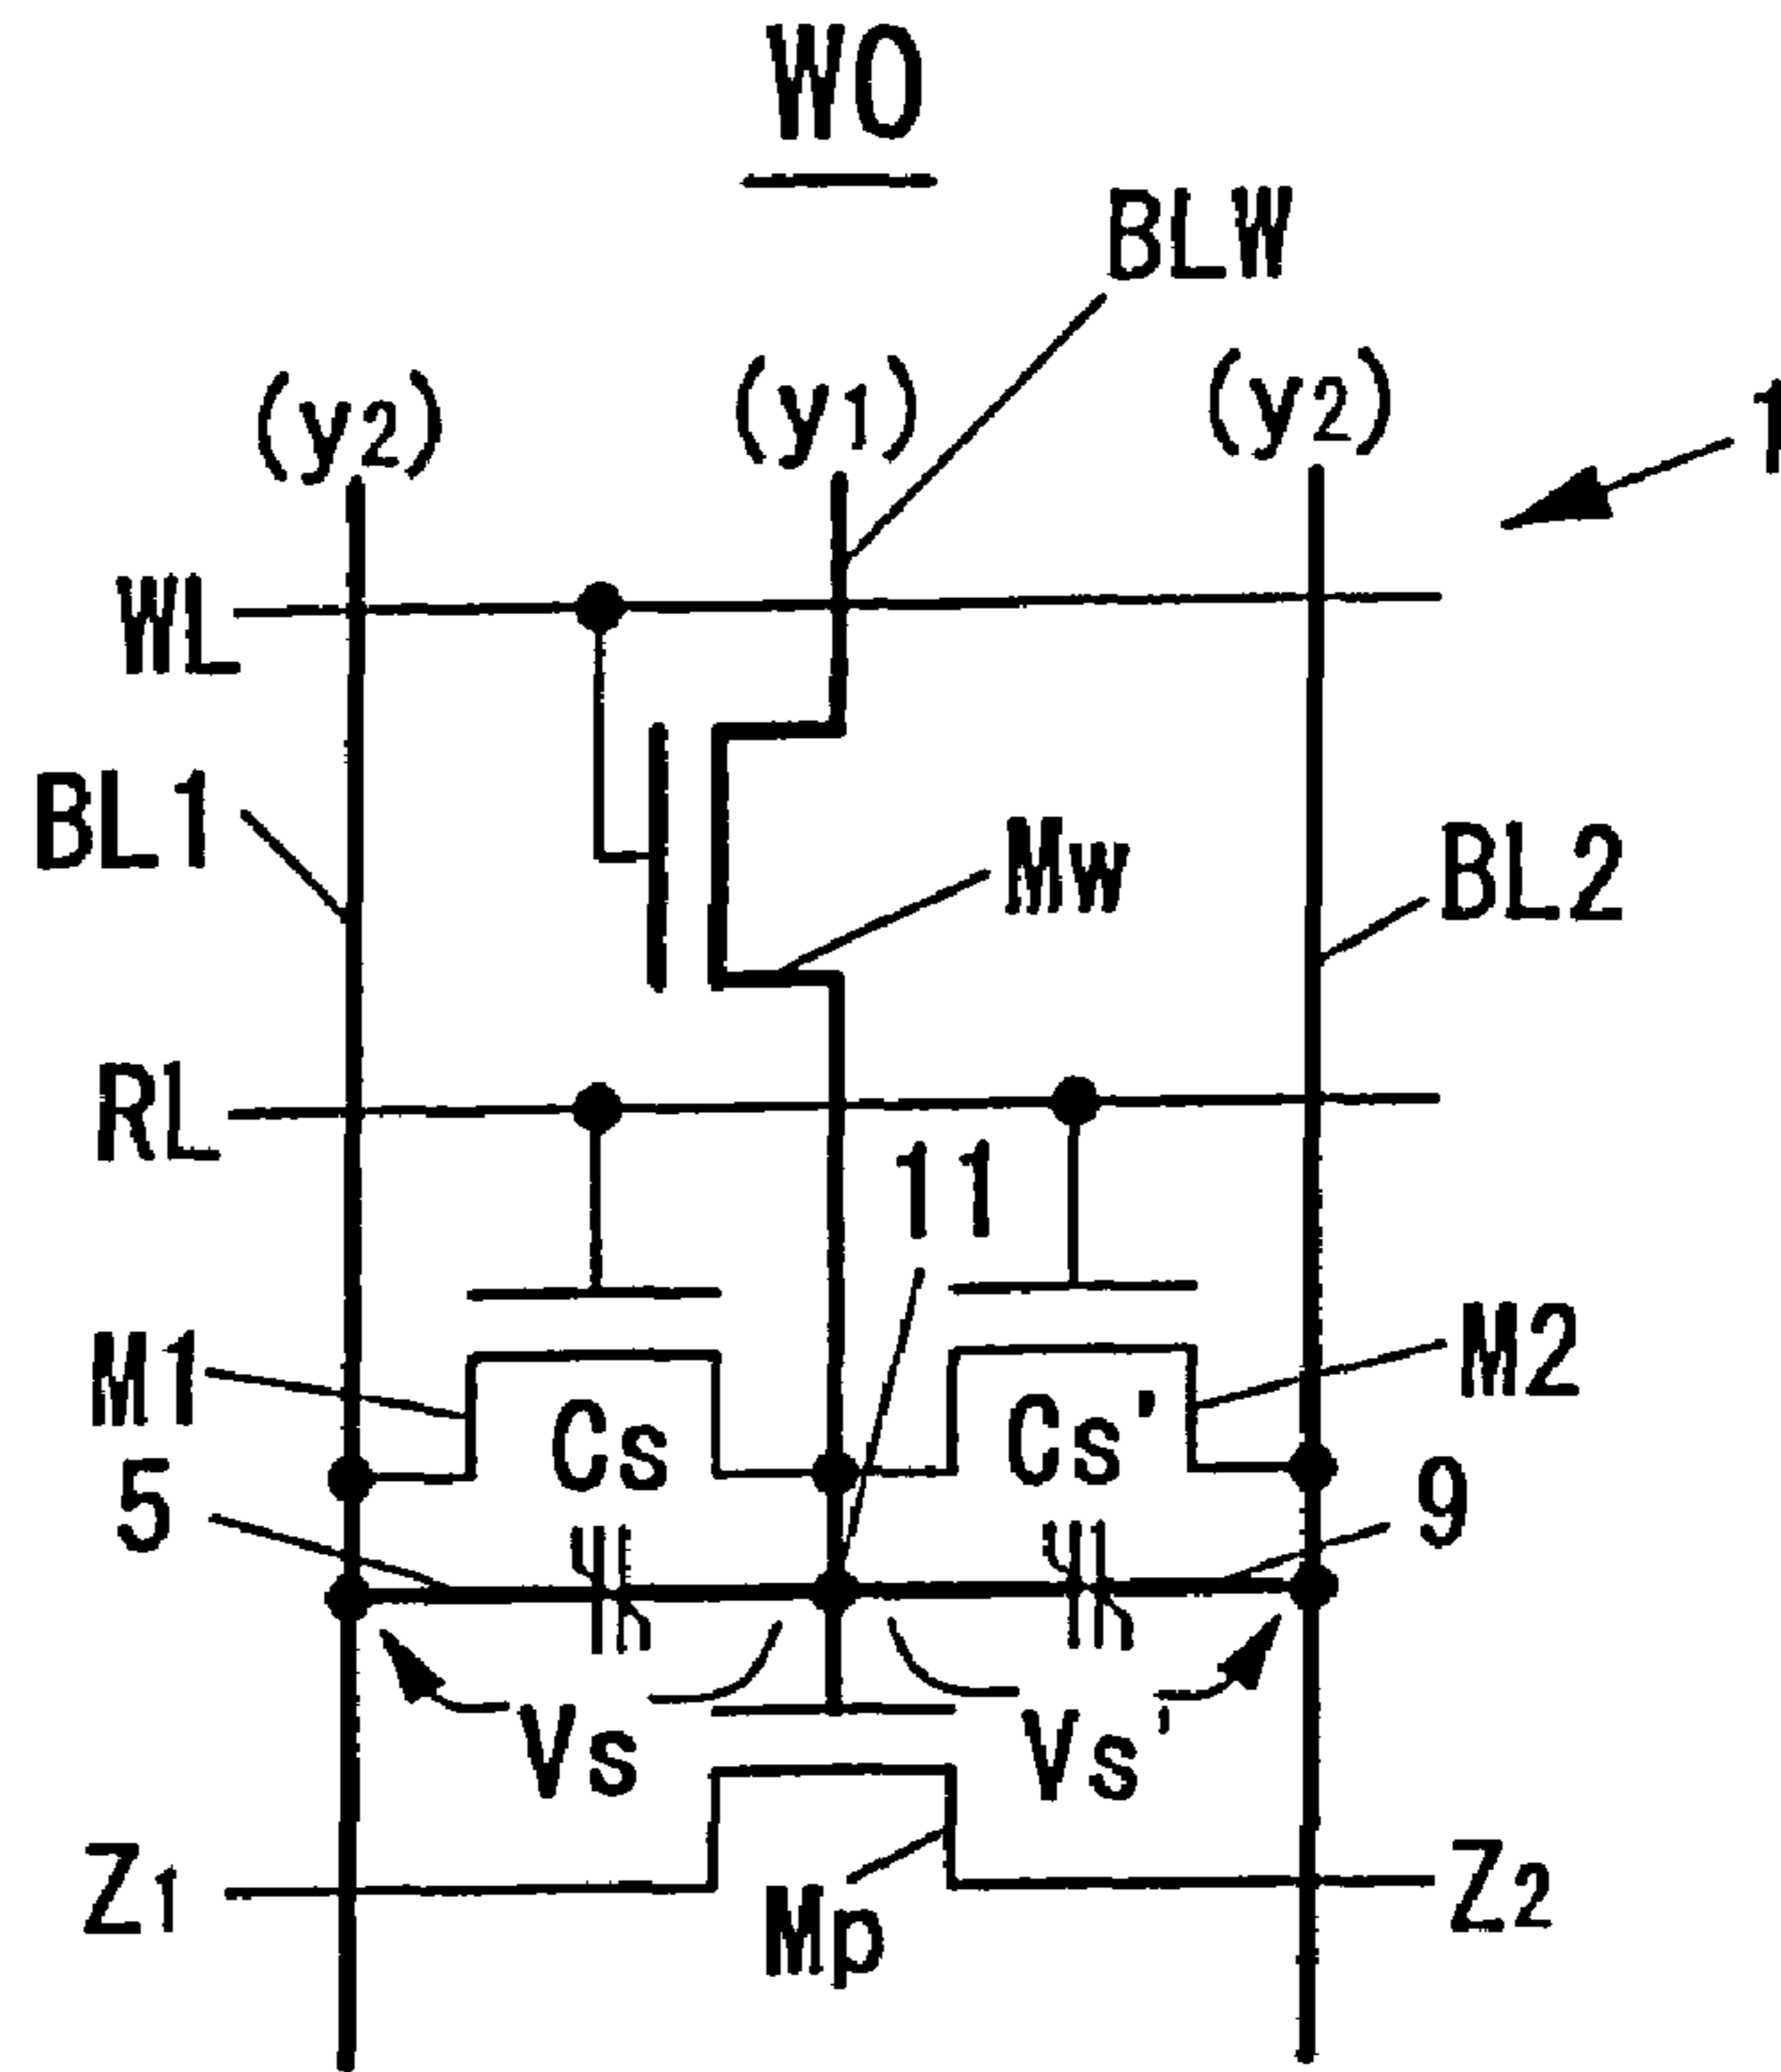 WO
BLW
(y2) (y1) (y2) 1
WL
BL1 Mw BL2
RL
11
M1 Cs Cs' M2
5 9
Vs Vs'
Z1 Z2
Mp